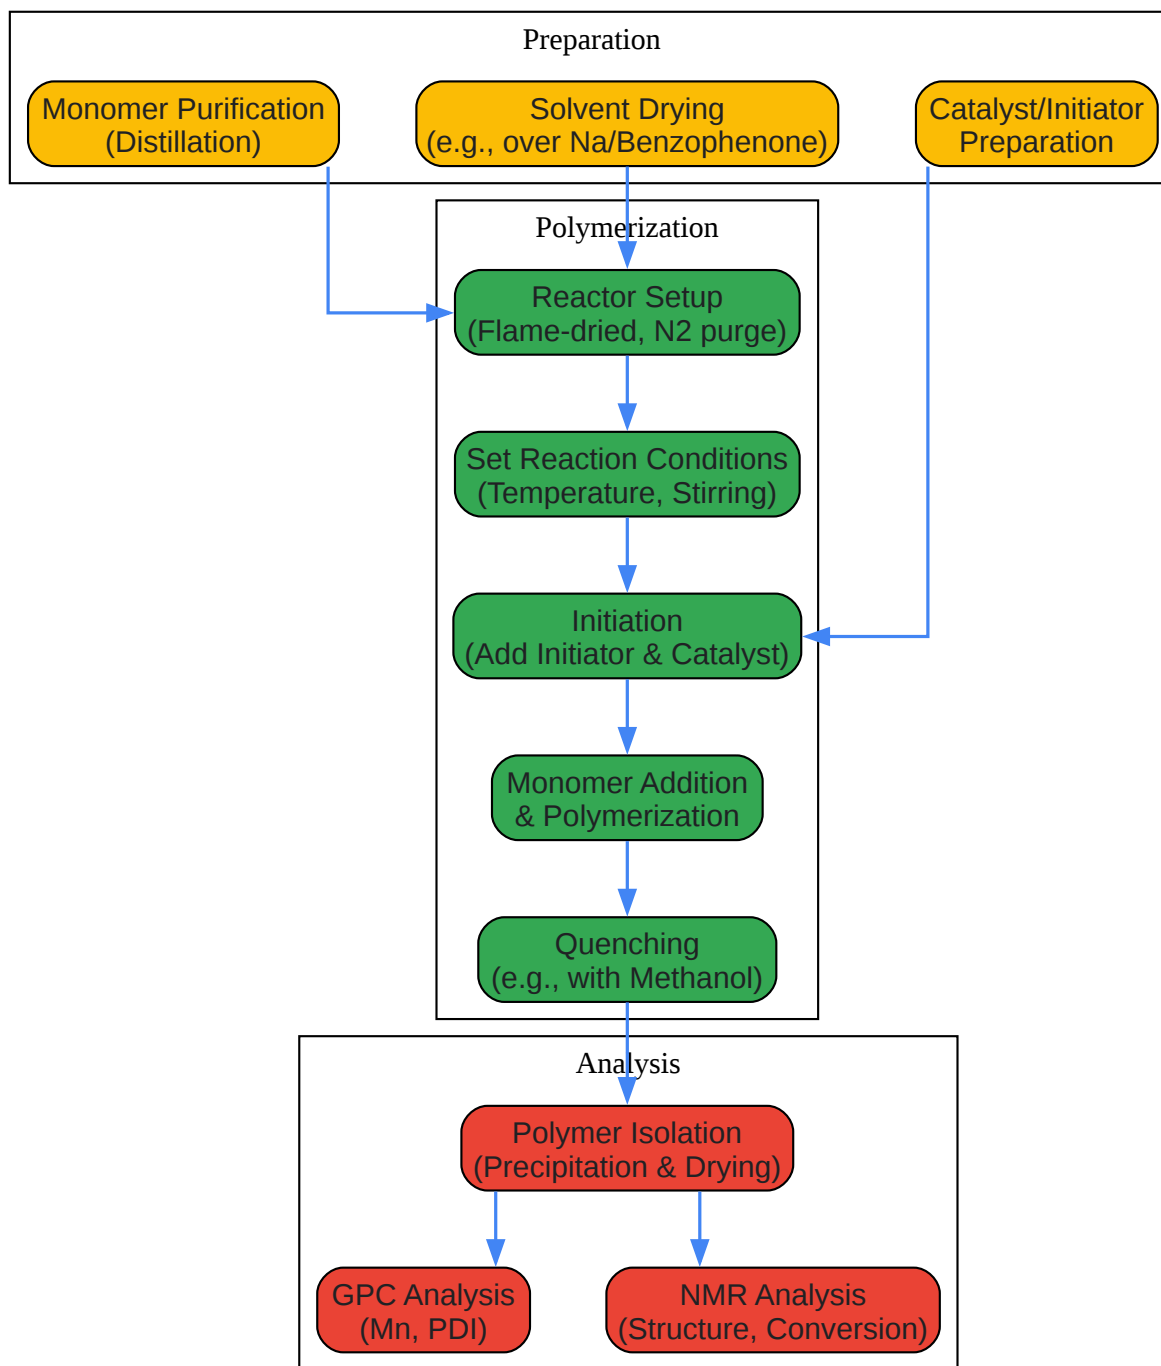 Preparation
Monomer Purification
(Distillation)
Solvent Drying
(e.g., over Na/Benzophenone)
Catalyst/Initiator
Preparation
Polymerization
Reactor Setup
(Flame-dried, N2 purge)
Set Reaction Conditions
(Temperature, Stirring)
Initiation
(Add Initiator & Catalyst)
Monomer Addition
& Polymerization
Quenching
(e.g., with Methanol)
Analysis
Polymer Isolation
(Precipitation & Drying)
GPC Analysis
(Mn, PDI)
NMR Analysis
(Structure, Conversion)